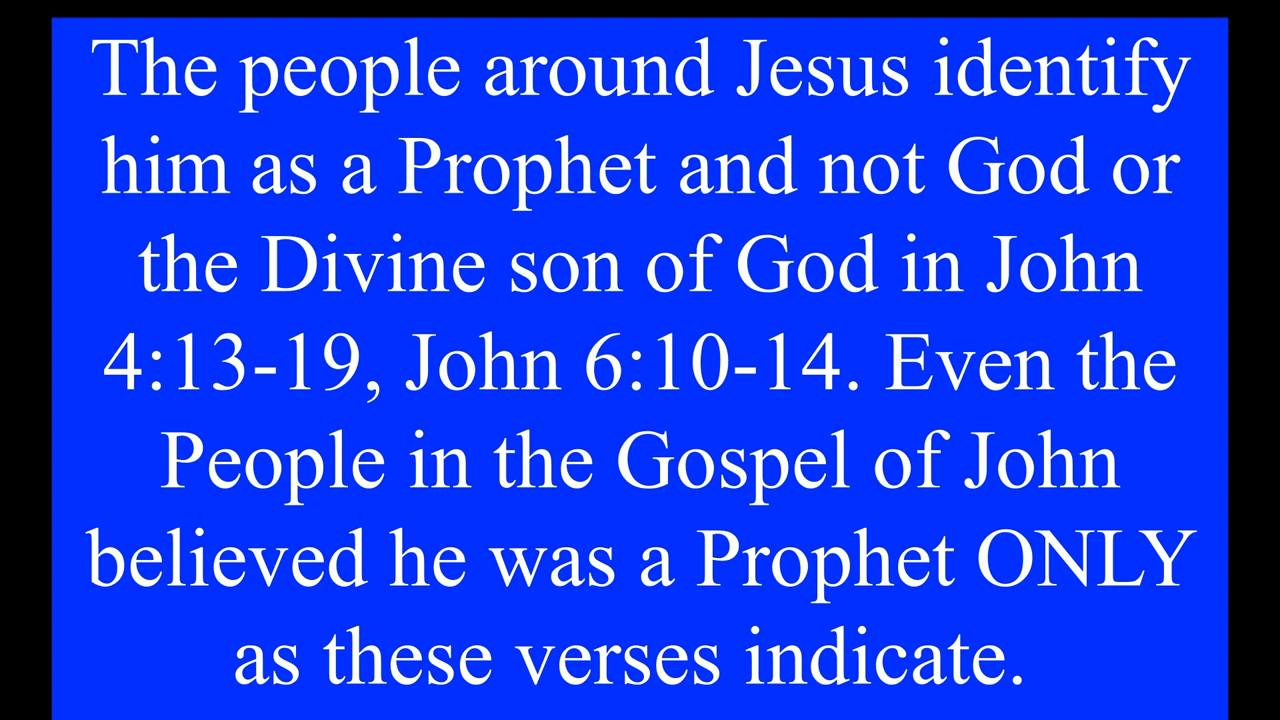 The people around Jesus identify
him as a Prophet and not God or
the Divine son of God in John
4:13-19, John 6:10-14. Even the
People in the Gospel of John
believed he was a Prophet ONLY
as these verses indicate.